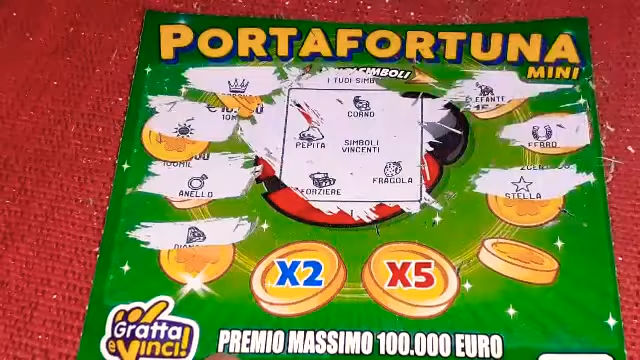 PORTAFORTUNA
MINI
I TUOI SIMBOLI
CORNO
PEPITA
SIMBOLI
VINCENTI
FORZIERE
FRAGOLA
ELEFANTE
FERRO
STELLA
ANELLO
X2
X5
Gratta
e Vinci!
PREMIO MASSIMO 100.000 EURO